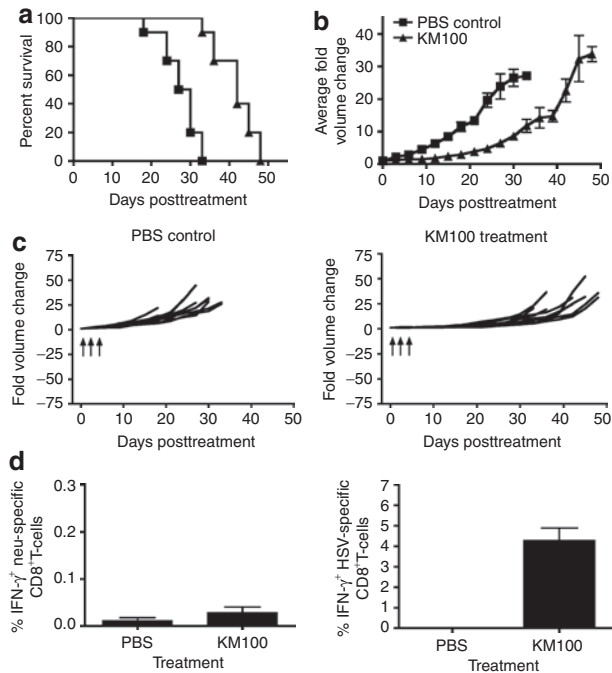 a
Percent survival
100
80
60
40
20
0
0 20 40
Days posttreatment
b
PBS control
KM100
Average fold
volume change
40
30
20
10
0
0 10 20 30 40 50
Days posttreatment
c
PBS control
Fold volume change
75
50
25
0
−25
−50
−75
0 10 20 30 40 50
Days posttreatment
KM100 treatment
Fold volume change
75
50
25
0
−25
−50
−75
0 10 20 30 40 50
Days posttreatment
d
% IFN-γ+ neu-specific
CD8+T-cells
0.3
0.2
0.1
0.0
PBS KM100
Treatment
% IFN-γ+ HSV-specific
CD8+T-cells
7
6
5
4
3
2
1
0
PBS KM100
Treatment